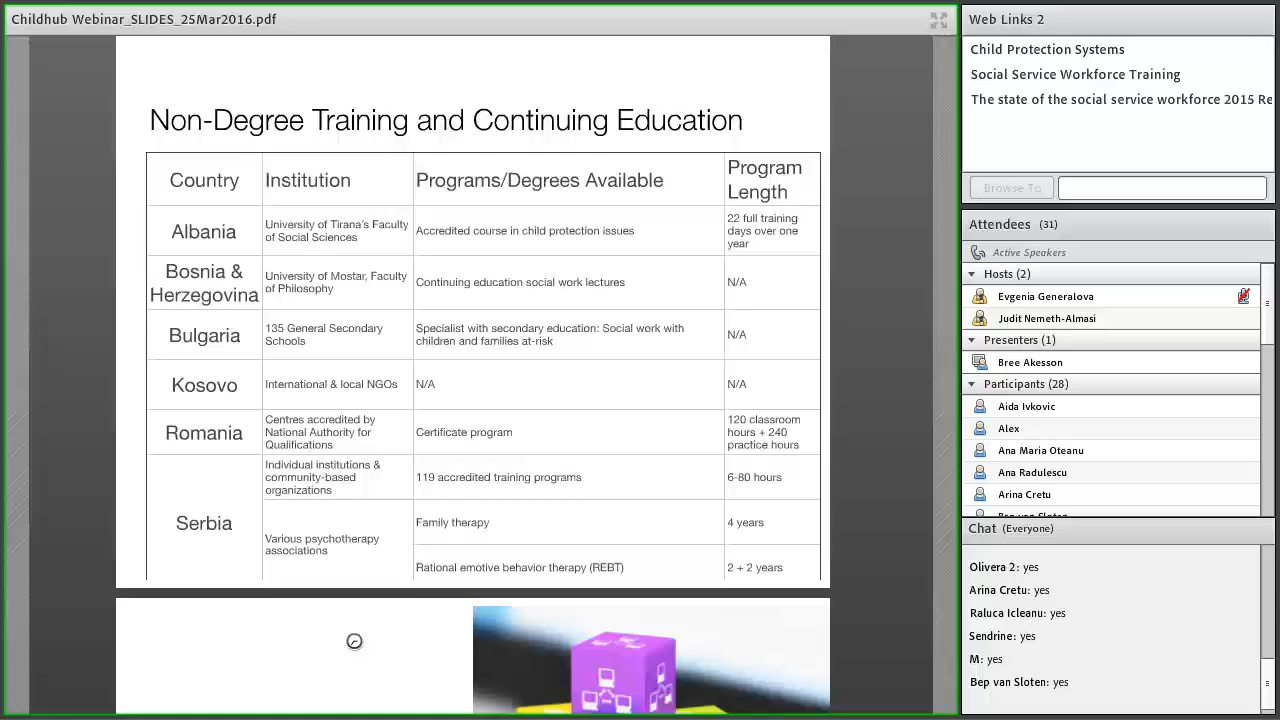 Childhub Webinar_SLIDES_25Mar2016.pdf
Non-Degree Training and Continuing Education
Country
Institution
Programs/Degrees Available
Program
Length
Albania
University of Tirana's Faculty
of Social Sciences
Accredited course in child protection issues
22 full training
days over one
year
Bosnia &
Herzegovina
University of Mostar, Faculty
of Philosophy
Continuing education social work lectures
N/A
Bulgaria
135 General Secondary
Schools
Specialist with secondary education: Social work with
children and families at-risk
N/A
Kosovo
International & local NGOs
N/A
N/A
Romania
Centres accredited by
National Authority for
Qualifications
Certificate program
120 classroom
hours + 240
practice hours
Serbia
Individual institutions &
community-based
organizations
119 accredited training programs
6-80 hours
Various psychotherapy
associations
Family therapy
4 years
Rational emotive behavior therapy (REBT)
2 + 2 years
Web Links 2
Child Protection Systems
Social Service Workforce Training
The state of the social service workforce 2015 Re
Browse To
Attendees (31)
Active Speakers
Hosts (2)
Evgenia Generalova
Judit Nemeth-Almasi
Presenters (1)
Bree Akesson
Participants (28)
Aida Ivkovic
Alex
Ana Maria Oteanu
Ana Radulescu
Arina Cretu
Bep van Sloten
Chat (Everyone)
Olivera 2: yes
Arina Cretu: yes
Raluca Icleanu: yes
Sendrine: yes
M: yes
Bep van Sloten: yes